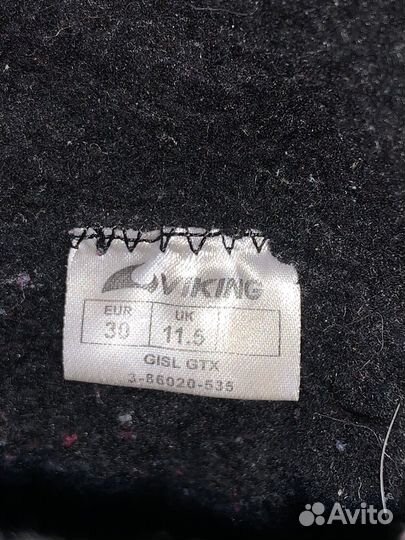 VIKING
EUR UK
30 11.5
GISL GTX
3-86020-535
Avito